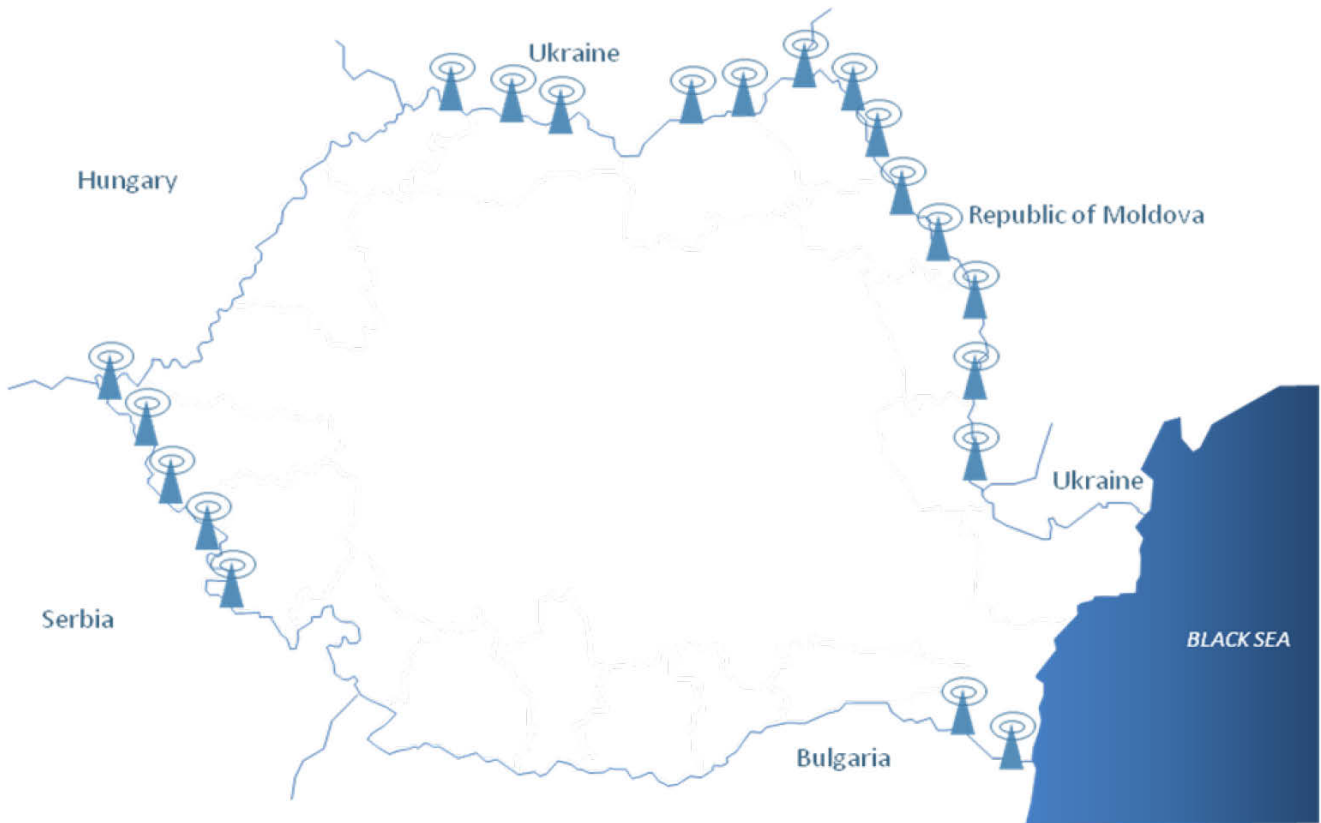 Ukraine
Hungary
Republic of Moldova
Ukraine
Serbia
BLACK SEA
Bulgaria